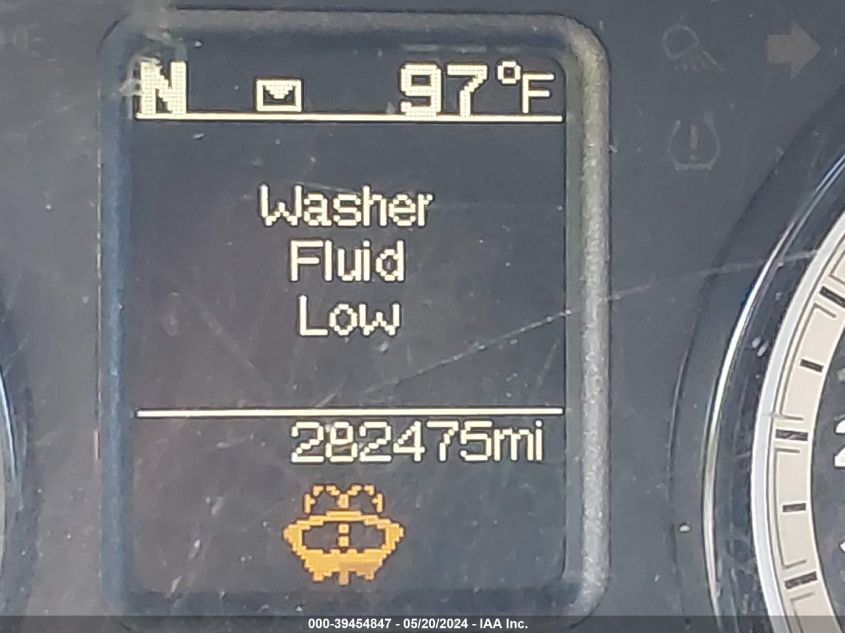 N 97°F
Washer
Fluid
Low
282475mi
000-39454847 - 05/20/2024 - IAA Inc.